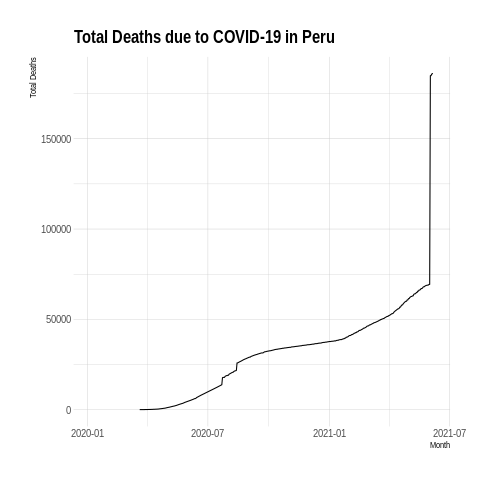 Total Deaths due to COVID-19 in Peru
Total Deaths
150000
100000
50000
0
2020-01 2020-07 2021-01 2021-07
Month